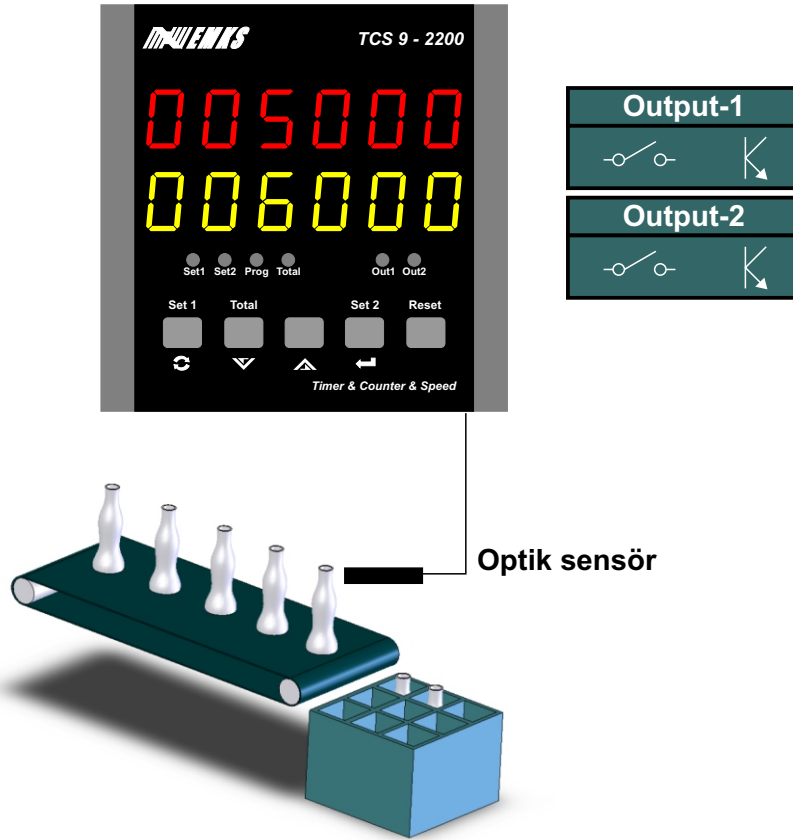 ENKS
TCS 9 - 2200
005000
006000
Set1 Set2 Prog Total Out1 Out2
Set 1 Total Set 2 Reset
Timer & Counter & Speed
Output-1
Output-2
Optik sensör